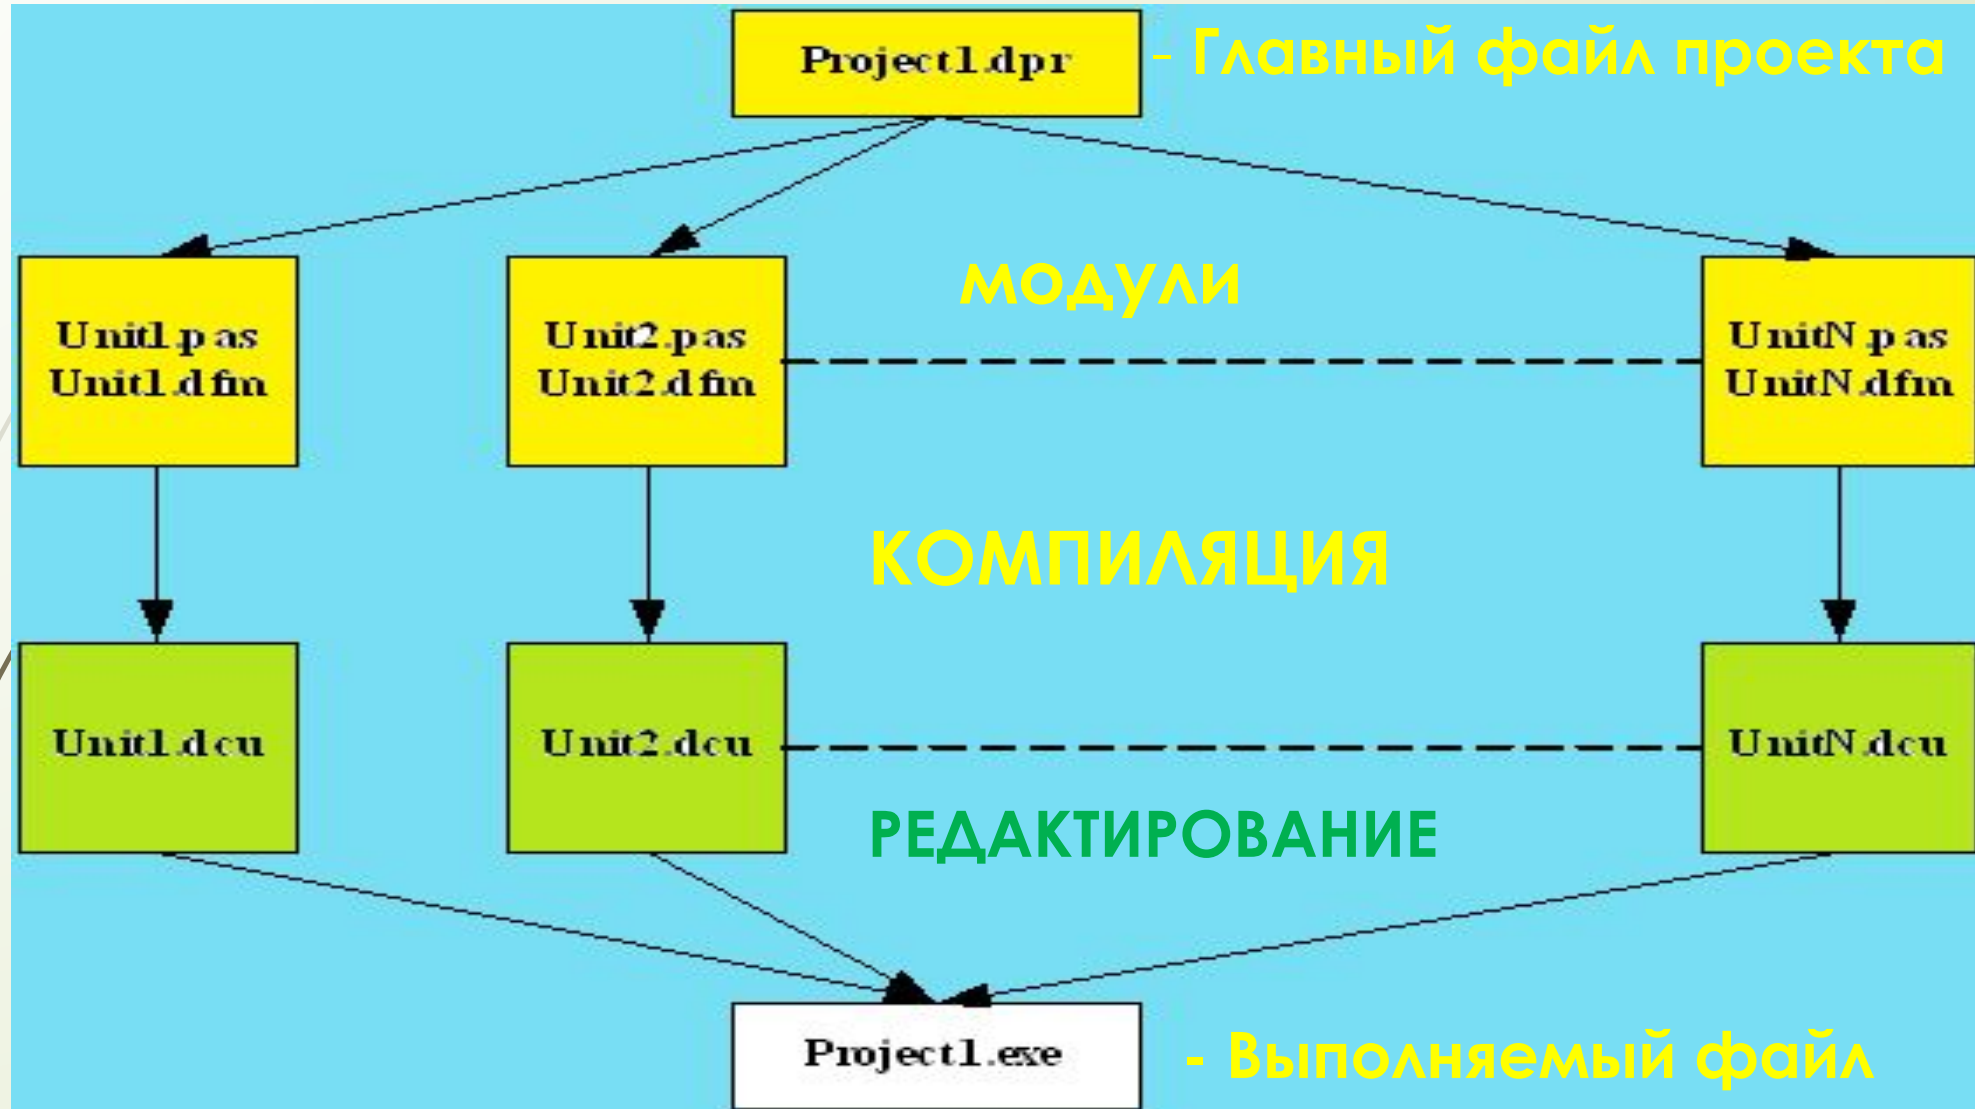 Project1.dpr
- Главный файл проекта
модули
Unit1.pas
Unit1.dfm
Unit2.pas
Unit2.dfm
UnitN.pas
UnitN.dfm
КОМПИЛЯЦИЯ
Unit1.dcu
Unit2.dcu
UnitN.dcu
РЕДАКТИРОВАНИЕ
Project1.exe
- Выполняемый файл